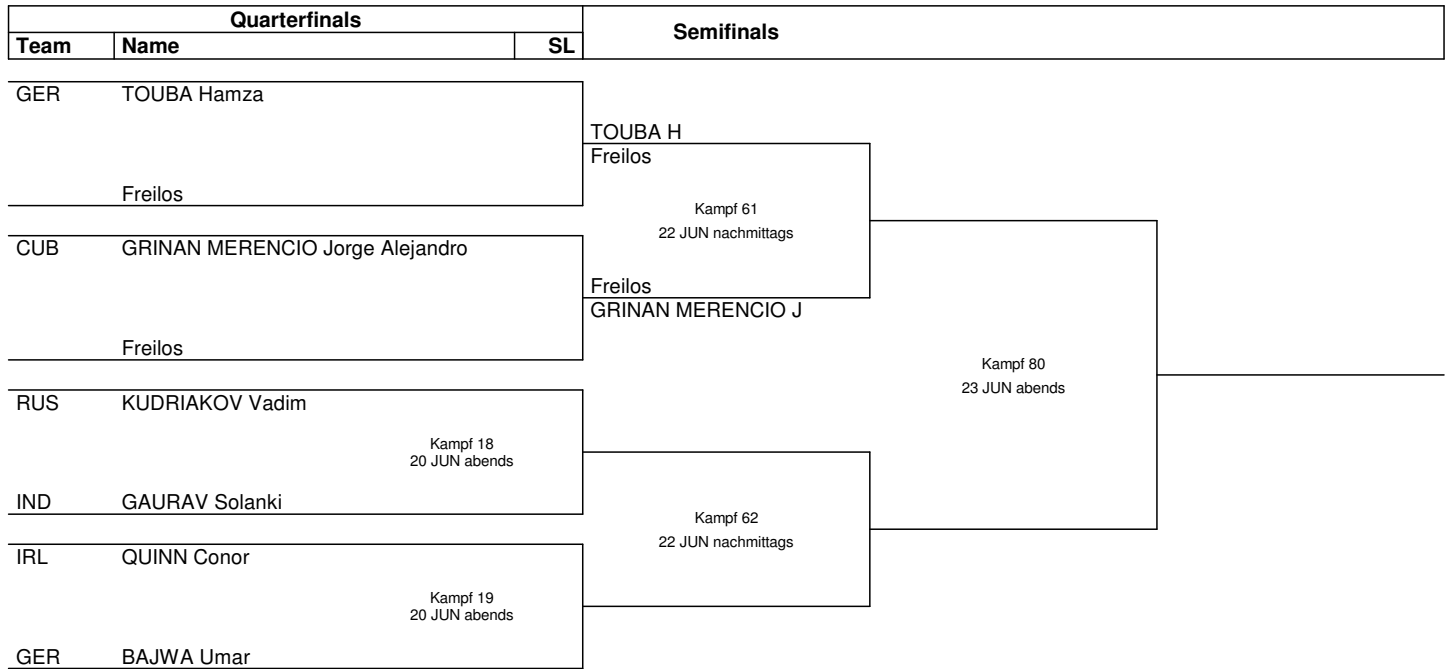 Quarterfinals
Semifinals
Team Name SL
GER TOUBA Hamza
TOUBA H
Freilos
Freilos
Kampf 61
22 JUN nachmittags
CUB GRINAN MERENCIO Jorge Alejandro
Freilos
GRINAN MERENCIO J
Freilos
Kampf 80
23 JUN abends
RUS KUDRIAKOV Vadim
Kampf 18
20 JUN abends
IND GAURAV Solanki
Kampf 62
22 JUN nachmittags
IRL QUINN Conor
Kampf 19
20 JUN abends
GER BAJWA Umar